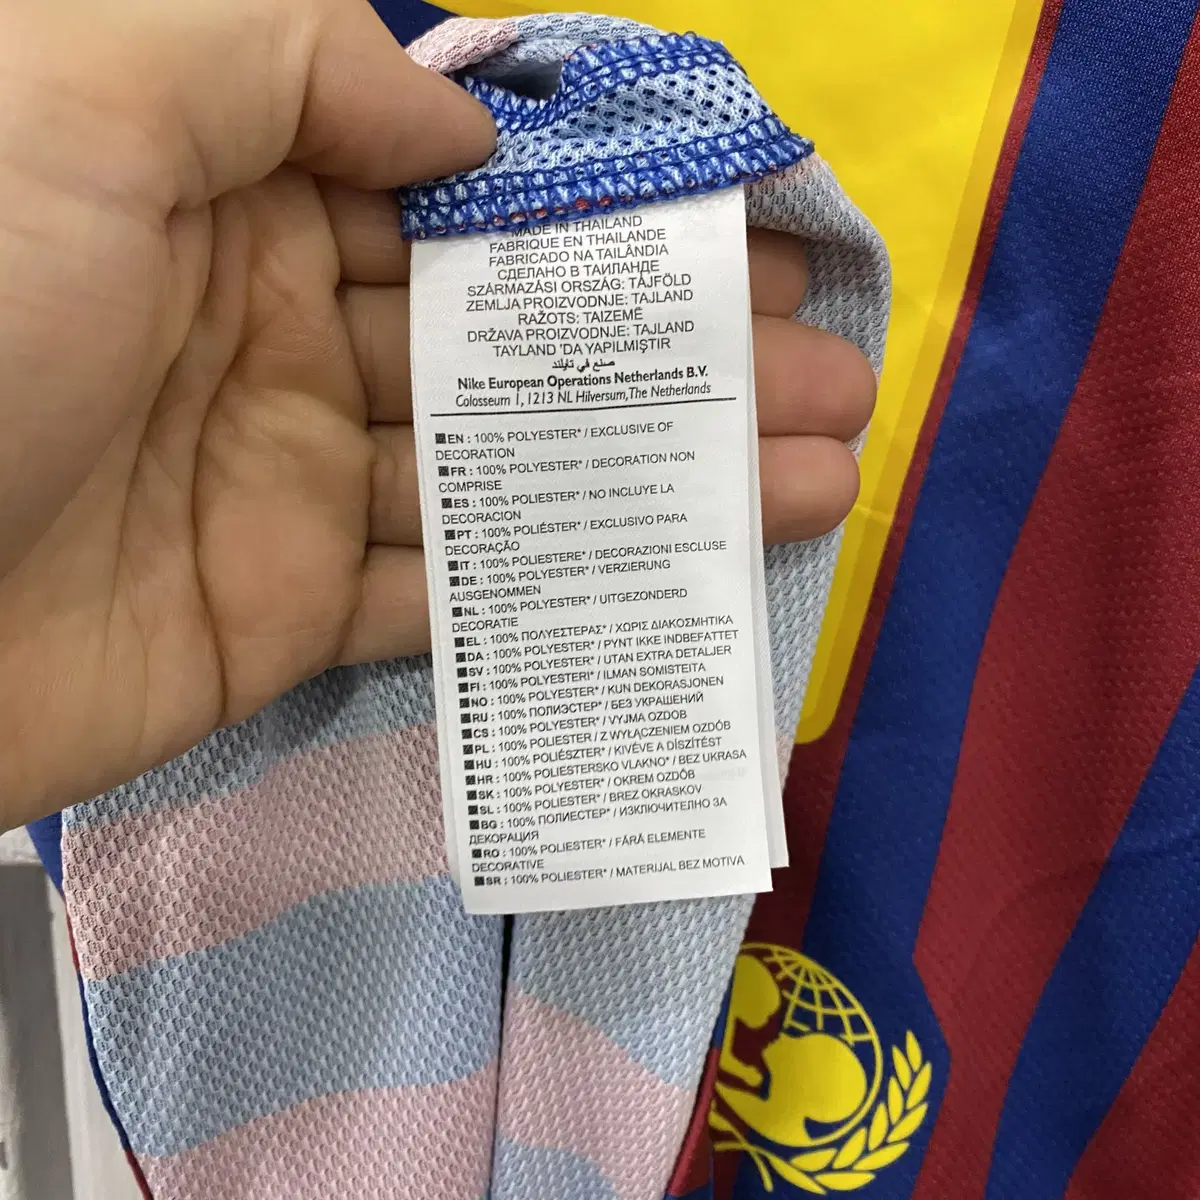 MADE IN THAILAND
FABRIQUE EN THAILANDE
FABRICADO NA TAILÂNDIA
СДЕЛАНО В ТАИЛАНДЕ
SZÁRMAZÁSI ORSZÁG: TÁJFÖLD
ZEMLJA PROIZVODNJE: TAJLAND
RAŽOTS: TAIZEMĒ
DRŽAVA PROIZVODNJE: TAJLAND
TAYLAND 'DA YAPILMIŞTIR
صنع في تايلند
Nike European Operations Netherlands B.V.
Colosseum 1, 1213 NL Hilversum,The Netherlands
EN : 100% POLYESTER* / EXCLUSIVE OF
DECORATION
FR : 100% POLYESTER* / DECORATION NON
COMPRISE
ES : 100% POLIESTER* / NO INCLUYE LA
DECORACION
PT : 100% POLIÉSTER* / EXCLUSIVO PARA
DECORAÇÃO
IT : 100% POLIESTERE* / DECORAZIONI ESCLUSE
DE : 100% POLYESTER* / VERZIERUNG
AUSGENOMMEN
NL : 100% POLYESTER* / UITGEZONDERD
DECORATIE
EL : 100% ΠΟΛΥΕΣΤΕΡΑΣ* / ΧΩΡΙΣ ΔΙΑΚΟΣΜΗΤΙΚΑ
DA : 100% POLYESTER* / PYNT IKKE INDBEFATTET
SV : 100% POLYESTER* / UTAN EXTRA DETALJER
FI : 100% POLYESTERI* / ILMAN SOMISTEITA
NO : 100% POLYESTER* / KUN DEKORASJONEN
RU : 100% ПОЛИЭСТЕР* / БЕЗ УКРАШЕНИЙ
CS : 100% POLYESTER* / VYJMA OZDOB
PL : 100% POLIESTER / Z WYŁĄCZENIEM OZDÓB
HU : 100% POLIÉSZTER* / KIVÉVE A DÍSZÍTÉST
HR : 100% POLIESTERSKO VLAKNO* / BEZ UKRASA
SK : 100% POLYESTER* / OKREM OZDÔB
SL : 100% POLIESTER* / BREZ OKRASKOV
BG : 100% ПОЛИЕСТЕР* / ИЗКЛЮЧИТЕЛНО ЗА
ДЕКОРАЦИЯ
RO : 100% POLIESTER* / FĂRĂ ELEMENTE
DECORATIVE
SR : 100% POLIESTER* / MATERIJAL BEZ MOTIVA